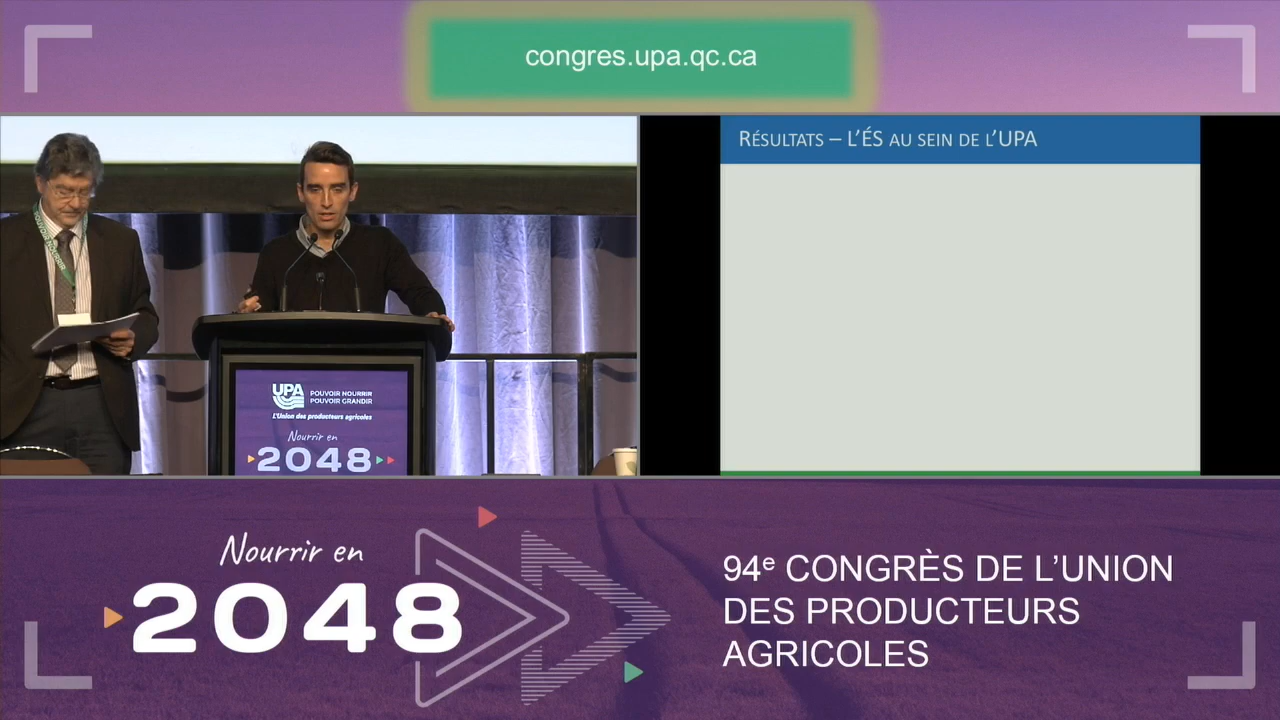 congres.upa.qc.ca
RÉSULTATS – L'ÉS AU SEIN DE L'UPA
UPA
POUVOIR NOURRIR
POUVOIR GRANDIR
L'Union des producteurs agricoles
Nourrir en
2048
Nourrir en
2048
94e CONGRÈS DE L'UNION
DES PRODUCTEURS
AGRICOLES